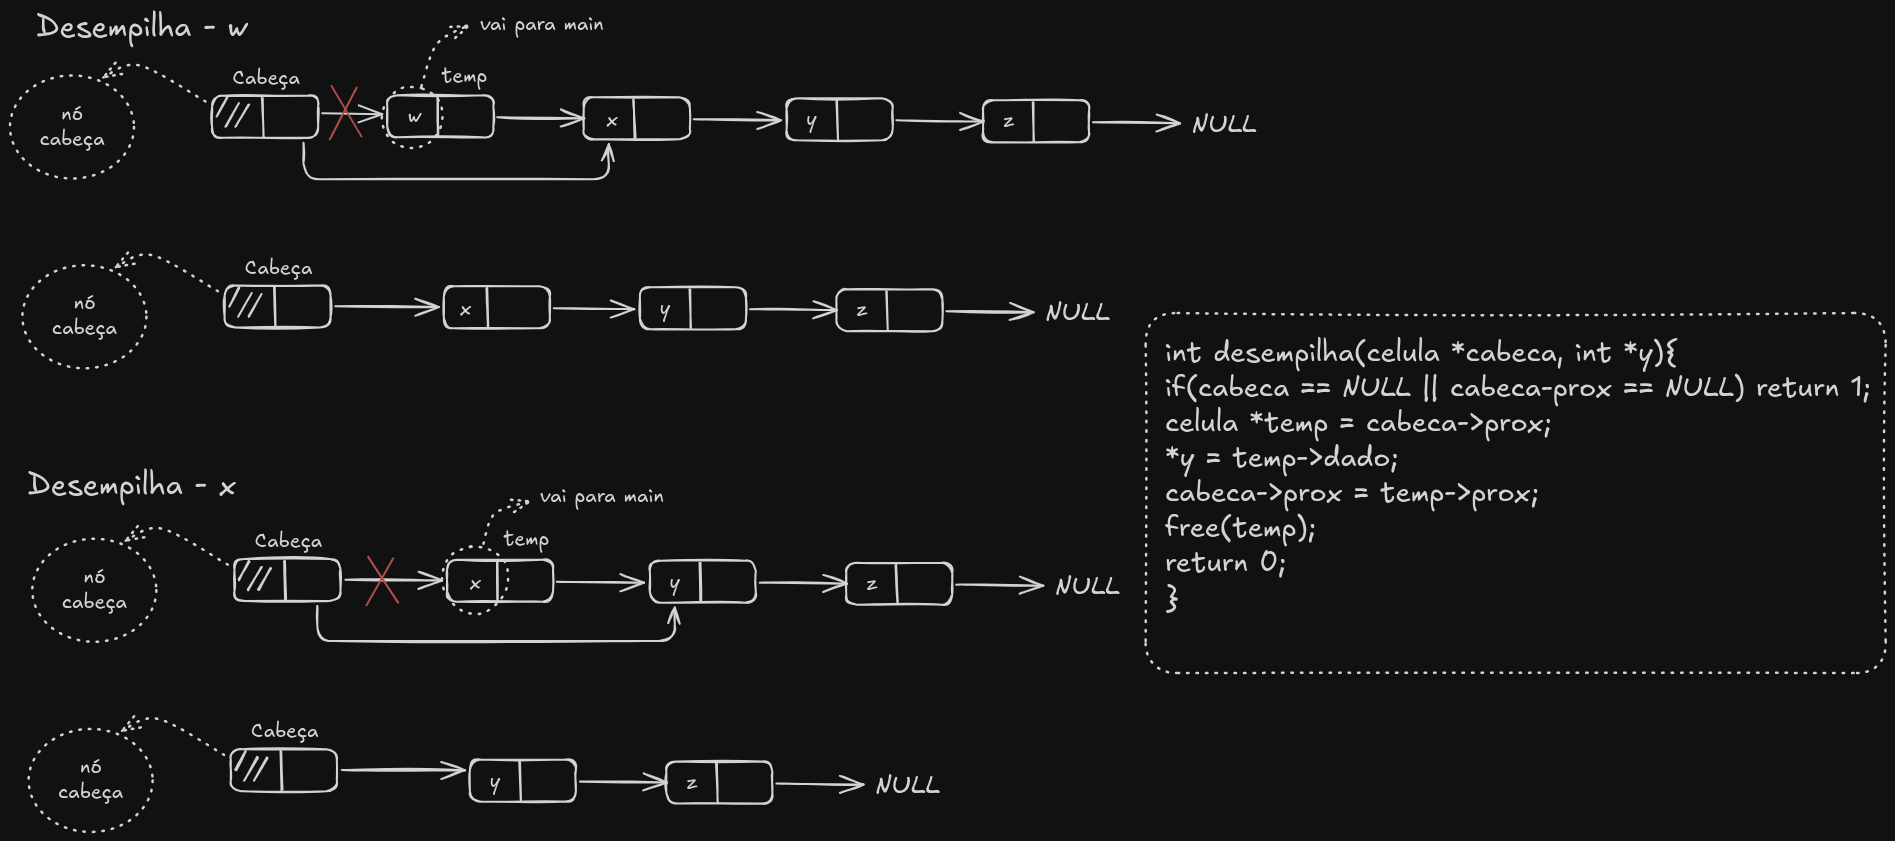 Desempilha - w
vai para main
Cabeça
temp
nó
cabeça
w
x
y
z
NULL
Cabeça
nó
cabeça
x
y
z
NULL
int desempilha(celula *cabeca, int *y){
if(cabeca == NULL || cabeca-prox == NULL) return 1;
celula *temp = cabeca->prox;
*y = temp->dado;
cabeca->prox = temp->prox;
free(temp);
return 0;
}
Desempilha - x
vai para main
Cabeça
temp
nó
cabeça
x
y
z
NULL
Cabeça
nó
cabeça
y
z
NULL